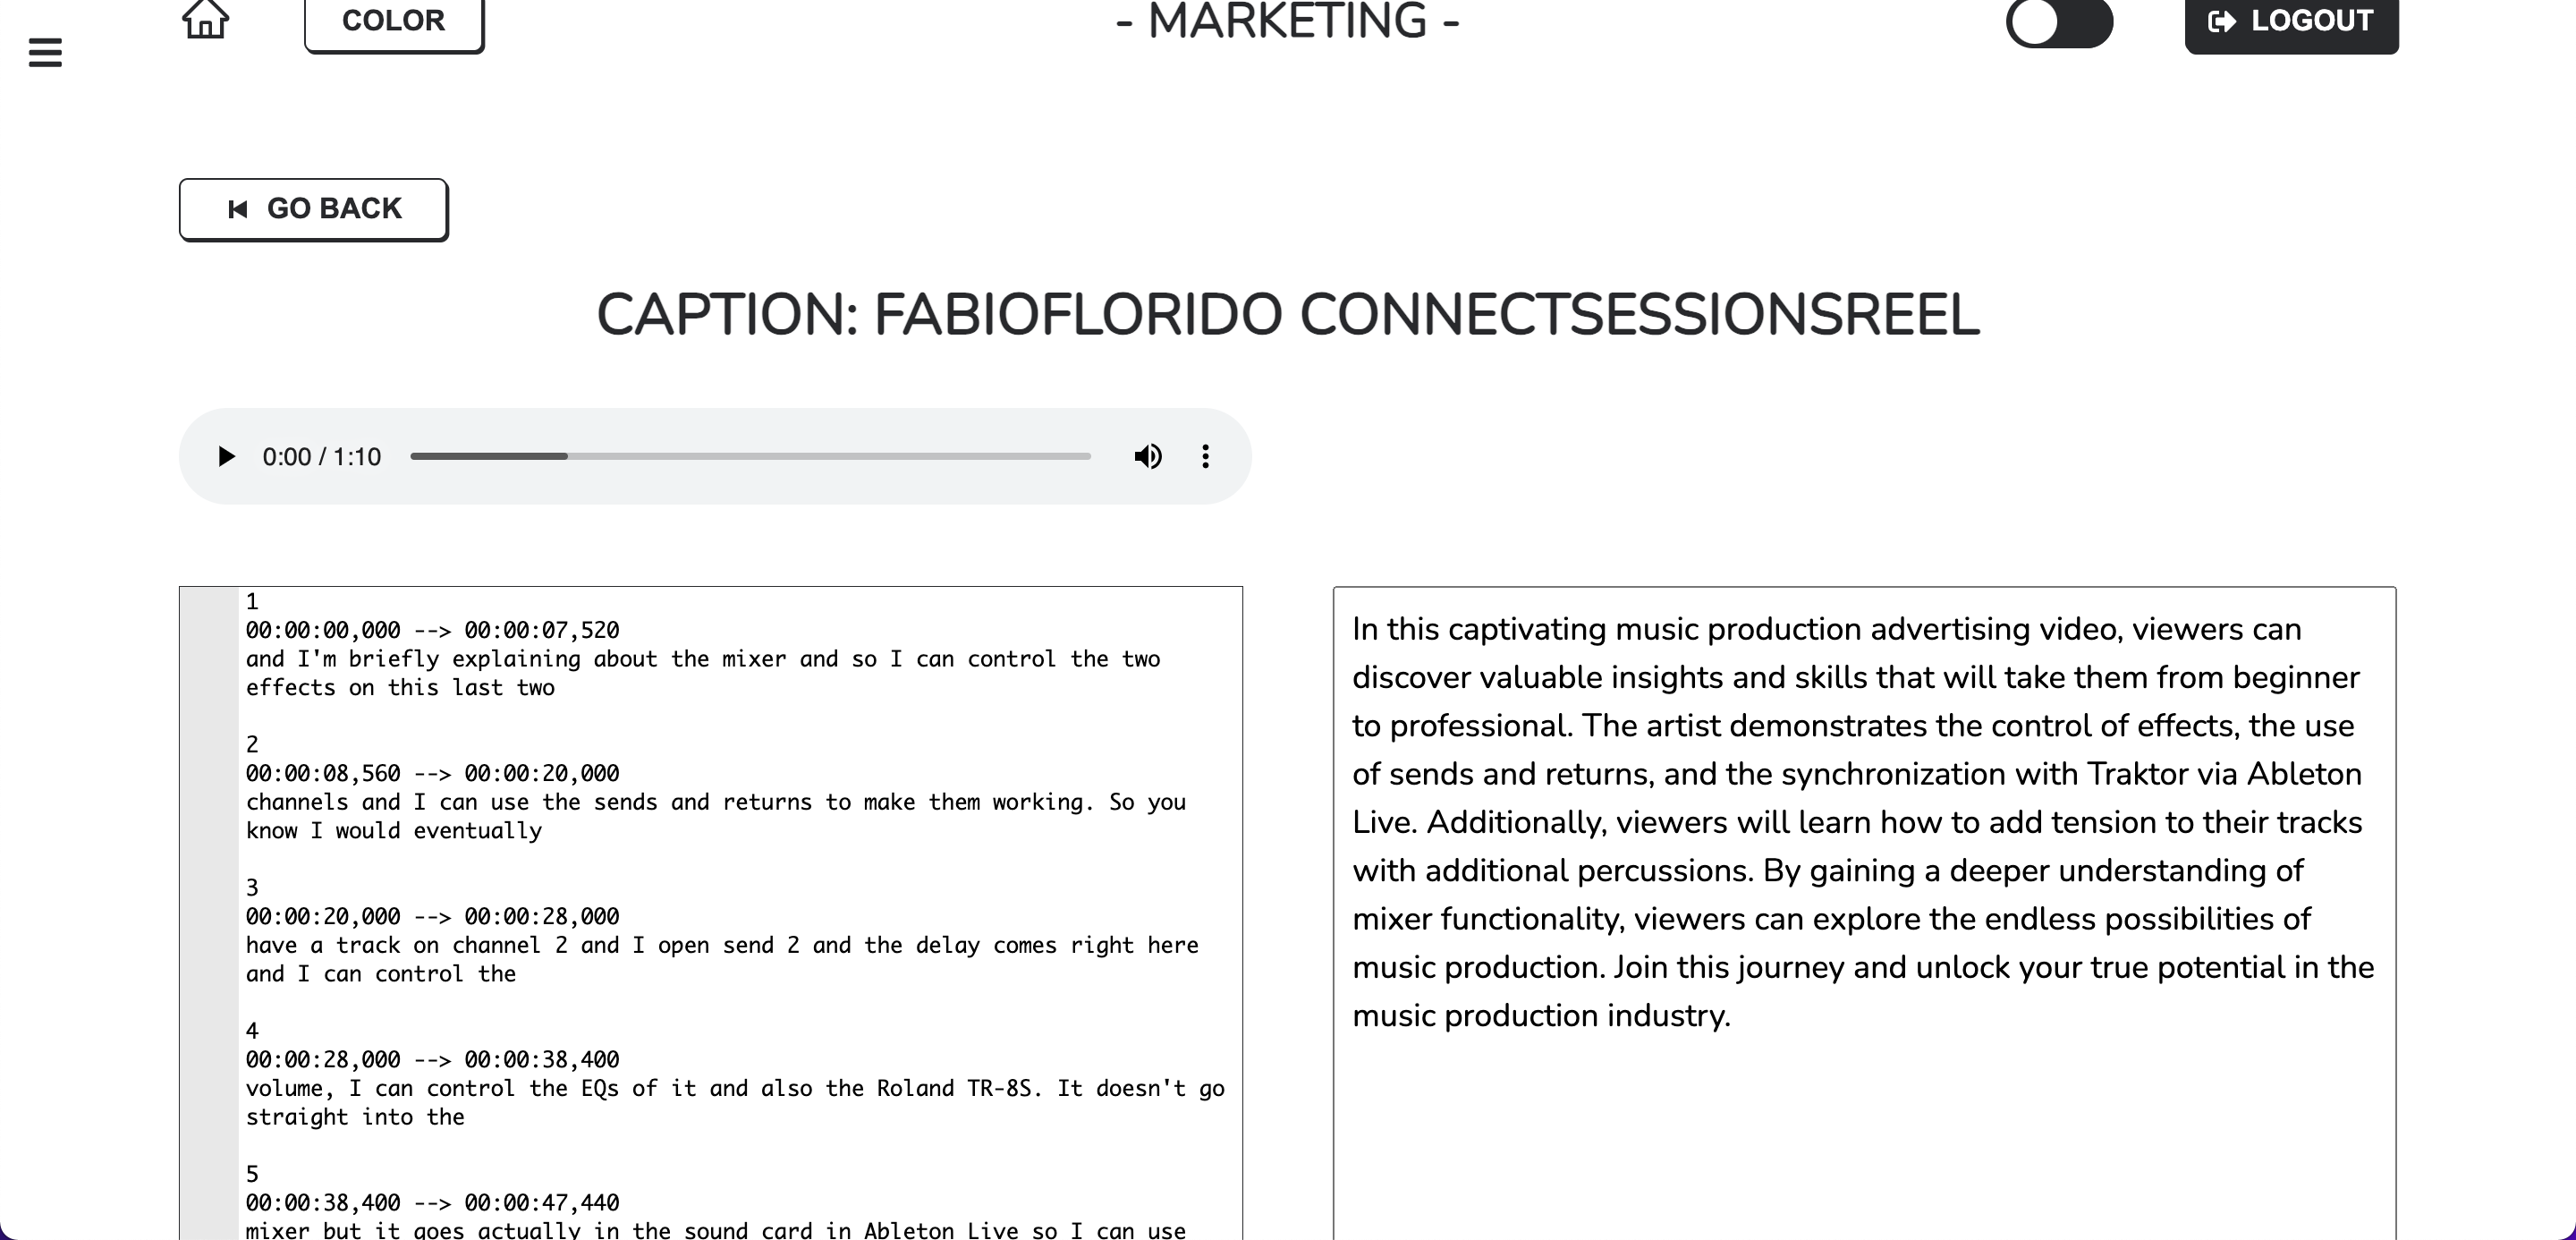 COLOR
- MARKETING -
LOGOUT
GO BACK
CAPTION: FABIOFLORIDO CONNECTSESSIONSREEL
0:00 / 1:10
1
00:00:00,000 --> 00:00:07,520
and I'm briefly explaining about the mixer and so I can control the two
effects on this last two
2
00:00:08,560 --> 00:00:20,000
channels and I can use the sends and returns to make them working. So you
know I would eventually
3
00:00:20,000 --> 00:00:28,000
have a track on channel 2 and I open send 2 and the delay comes right here
and I can control the
4
00:00:28,000 --> 00:00:38,400
volume, I can control the EQs of it and also the Roland TR-8S. It doesn't go
straight into the
5
00:00:38,400 --> 00:00:47,440
mixer but it goes actually in the sound card in Ableton Live so I can use
In this captivating music production advertising video, viewers can
discover valuable insights and skills that will take them from beginner
to professional. The artist demonstrates the control of effects, the use
of sends and returns, and the synchronization with Traktor via Ableton
Live. Additionally, viewers will learn how to add tension to their tracks
with additional percussions. By gaining a deeper understanding of
mixer functionality, viewers can explore the endless possibilities of
music production. Join this journey and unlock your true potential in the
music production industry.